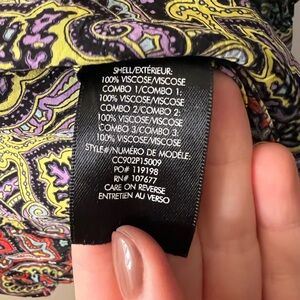 SHELL/EXTÉRIEUR:
100% VISCOSE/VISCOSE
COMBO 1/COMBO 1:
100% VISCOSE/VISCOSE
COMBO 2/COMBO 2:
100% VISCOSE/VISCOSE
COMBO 3/COMBO 3:
100% VISCOSE/VISCOSE
STYLE#/NUMÉRO DE MODÈLE:
CC902P15009
PO# 119198
RN# 107677
CARE ON REVERSE
ENTRETIEN AU VERSO